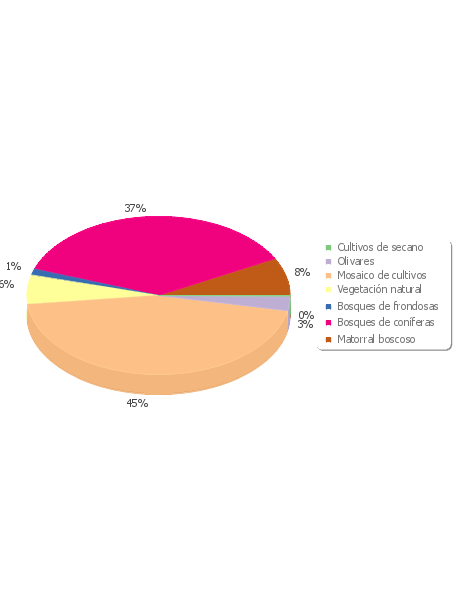 37%
1%
6%
8%
0%
3%
45%
Cultivos de secano
Olivares
Mosaico de cultivos
Vegetación natural
Bosques de frondosas
Bosques de coníferas
Matorral boscoso